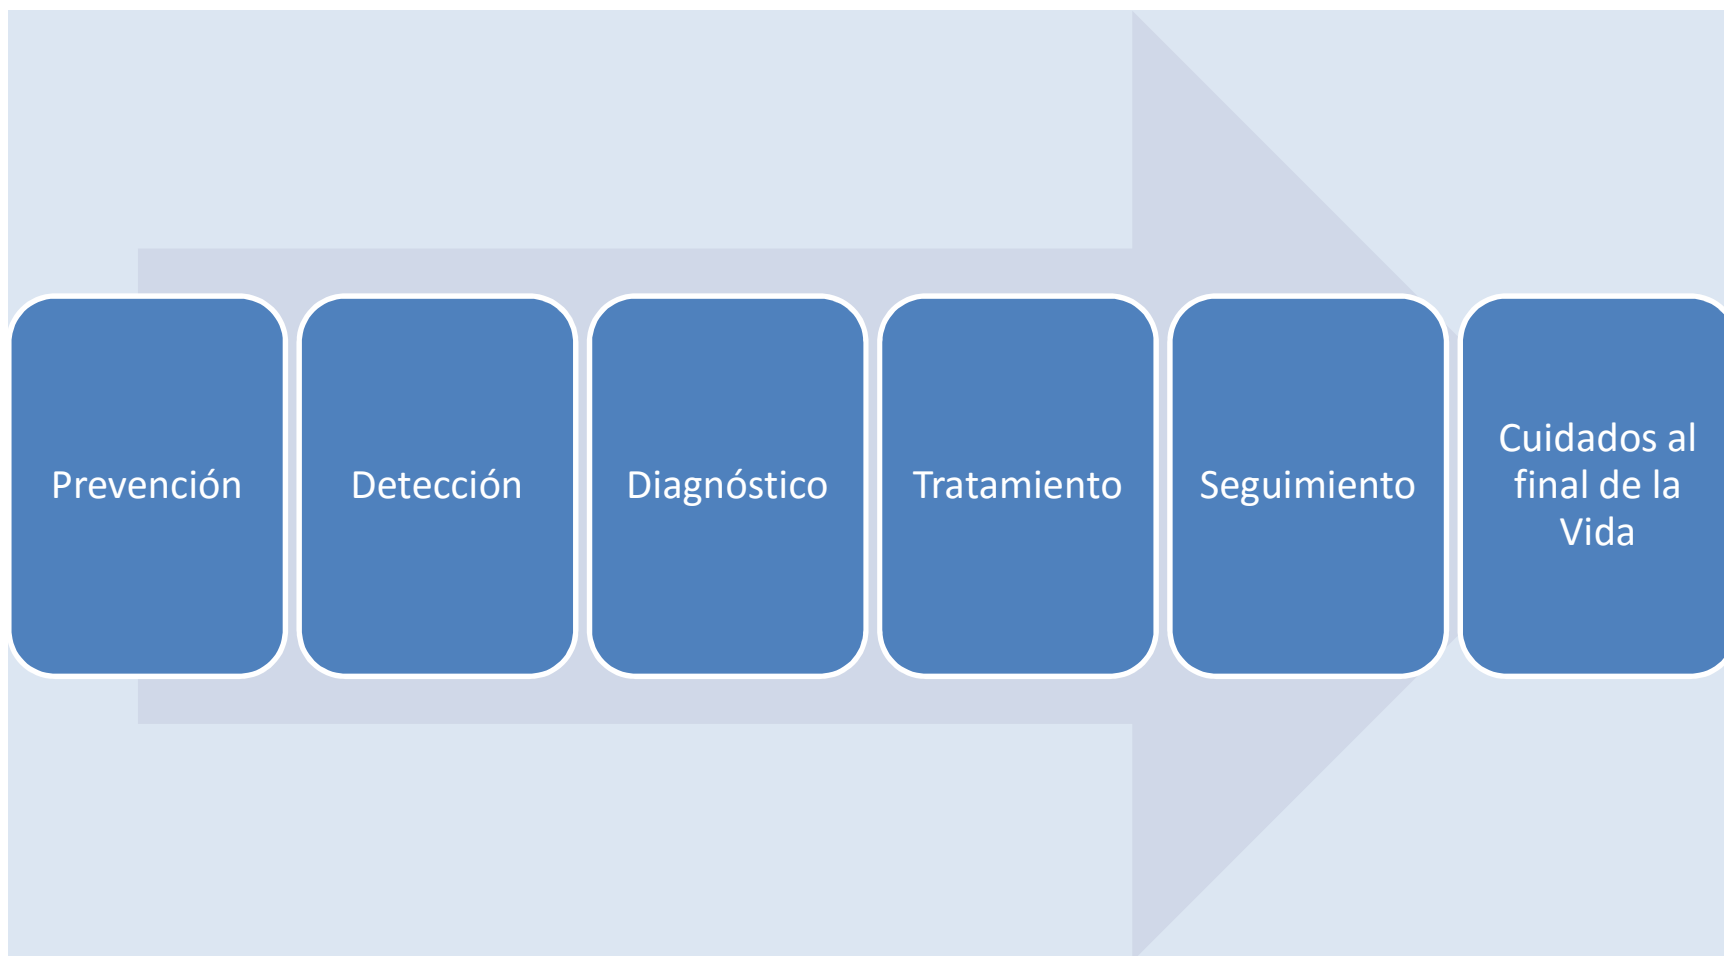 Prevención
Detección
Diagnóstico
Tratamiento
Seguimiento
Cuidados al
final de la
Vida